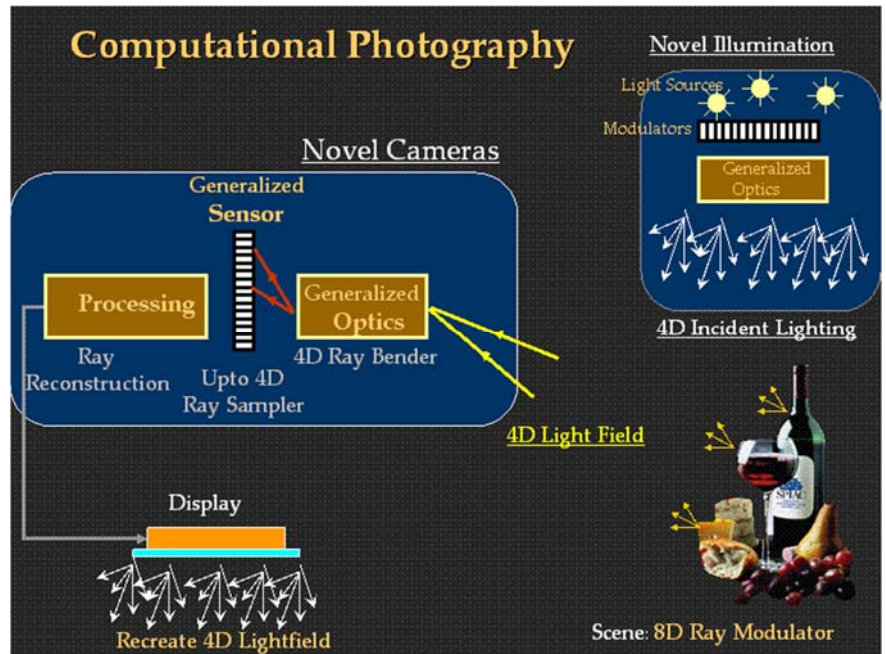 Computational Photography
Novel Illumination
Light Sources
Modulators
Generalized
Optics
4D Incident Lighting
Novel Cameras
Generalized
Sensor
Processing
Generalized
Optics
Ray
Reconstruction
Upto 4D
Ray Sampler
4D Ray Bender
4D Light Field
Display
Recreate 4D Lightfield
SPIAC
Scene: 8D Ray Modulator